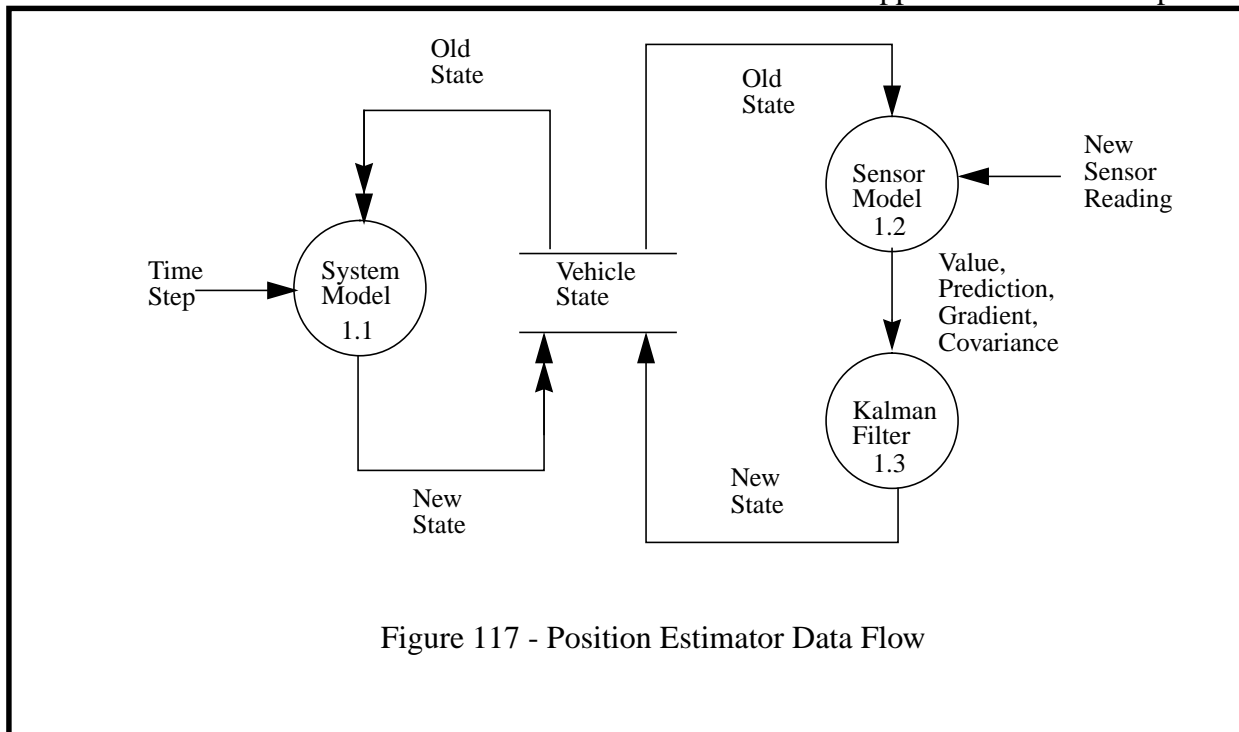 Old
State
Old
State
New
Sensor
Reading
Sensor
Model
1.2
Time
Step
System
Model
1.1
Vehicle
State
Value,
Prediction,
Gradient,
Covariance
Kalman
Filter
1.3
New
State
New
State
Figure 117 - Position Estimator Data Flow